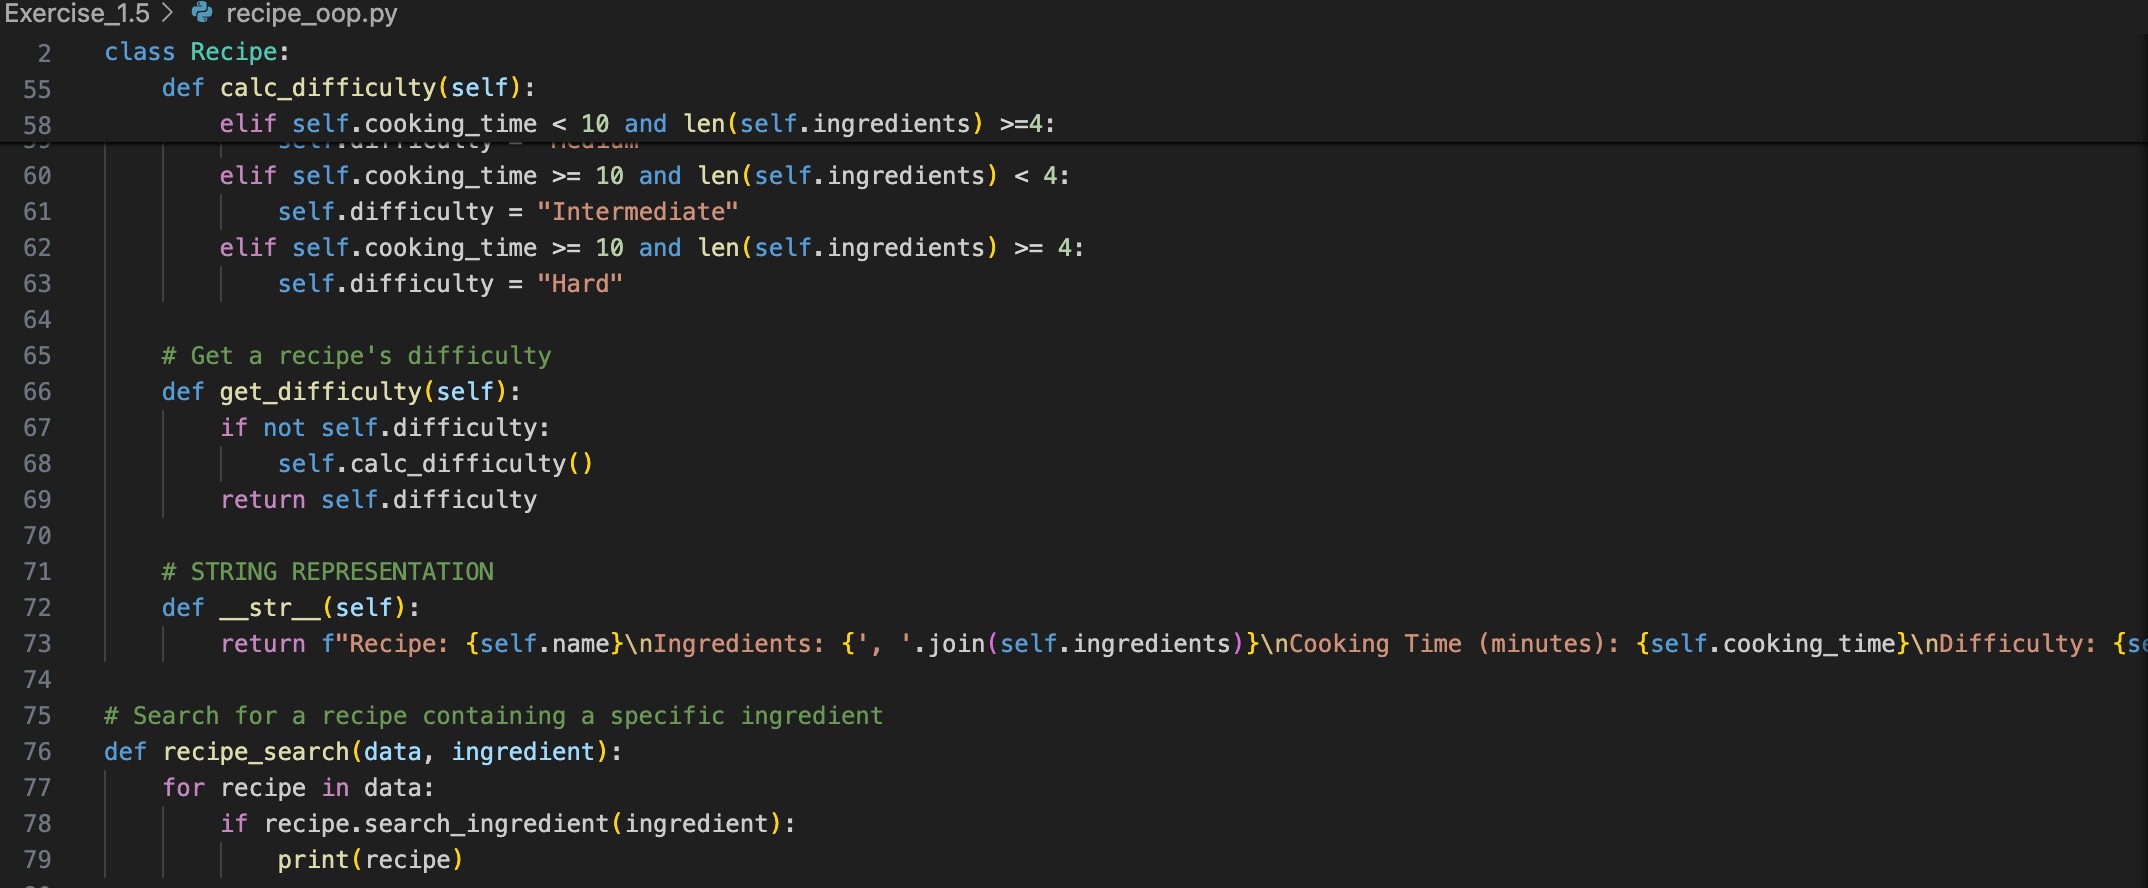 Exercise_1.5 > recipe_oop.py
2 class Recipe:
55 def calc_difficulty(self):
58 elif self.cooking_time < 10 and len(self.ingredients) >=4:
60 elif self.cooking_time >= 10 and len(self.ingredients) < 4:
61 self.difficulty = "Intermediate"
62 elif self.cooking_time >= 10 and len(self.ingredients) >= 4:
63 self.difficulty = "Hard"
64
65 # Get a recipe's difficulty
66 def get_difficulty(self):
67 if not self.difficulty:
68 self.calc_difficulty()
69 return self.difficulty
70
71 # STRING REPRESENTATION
72 def __str__(self):
73 return f"Recipe: {self.name}\nIngredients: {', '.join(self.ingredients)}\nCooking Time (minutes): {self.cooking_time}\nDifficulty: {se
74
75 # Search for a recipe containing a specific ingredient
76 def recipe_search(data, ingredient):
77 for recipe in data:
78 if recipe.search_ingredient(ingredient):
79 print(recipe)